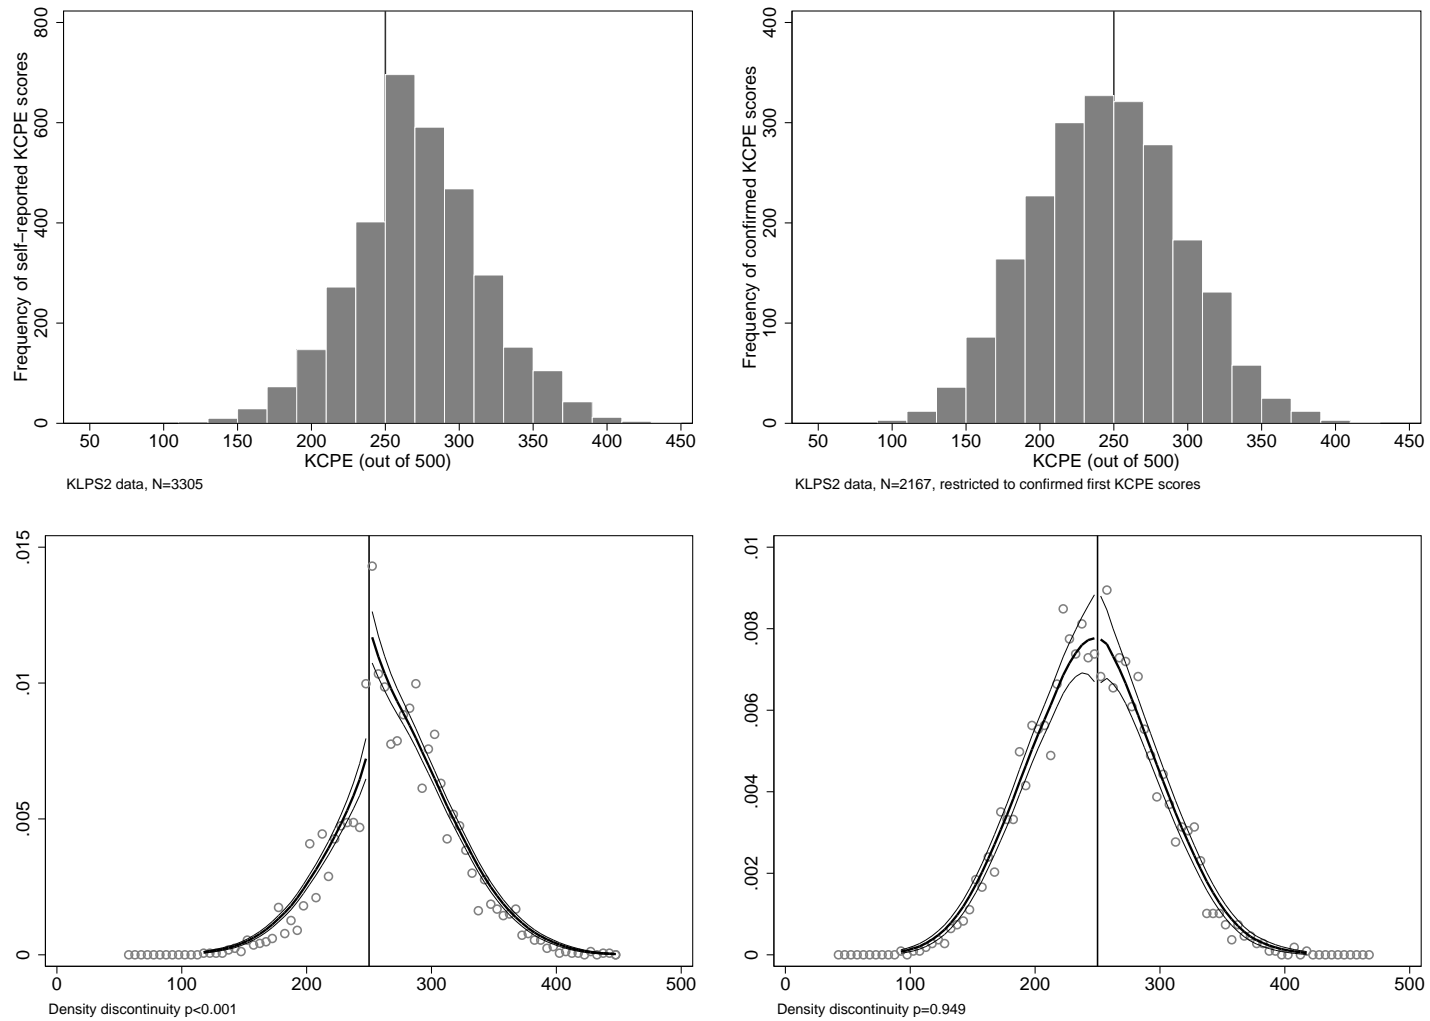 Frequency of self−reported KCPE scores
0 200 400 600 800
50 100 150 200 250 300 350 400 450
KCPE (out of 500)
KLPS2 data, N=3305
Frequency of confirmed KCPE scores
0 100 200 300 400
50 100 150 200 250 300 350 400 450
KCPE (out of 500)
KLPS2 data, N=2167, restricted to confirmed first KCPE scores
0 .005 .01 .015
0 100 200 300 400 500
Density discontinuity p<0.001
0 .002 .004 .006 .008 .01
0 100 200 300 400 500
Density discontinuity p=0.949